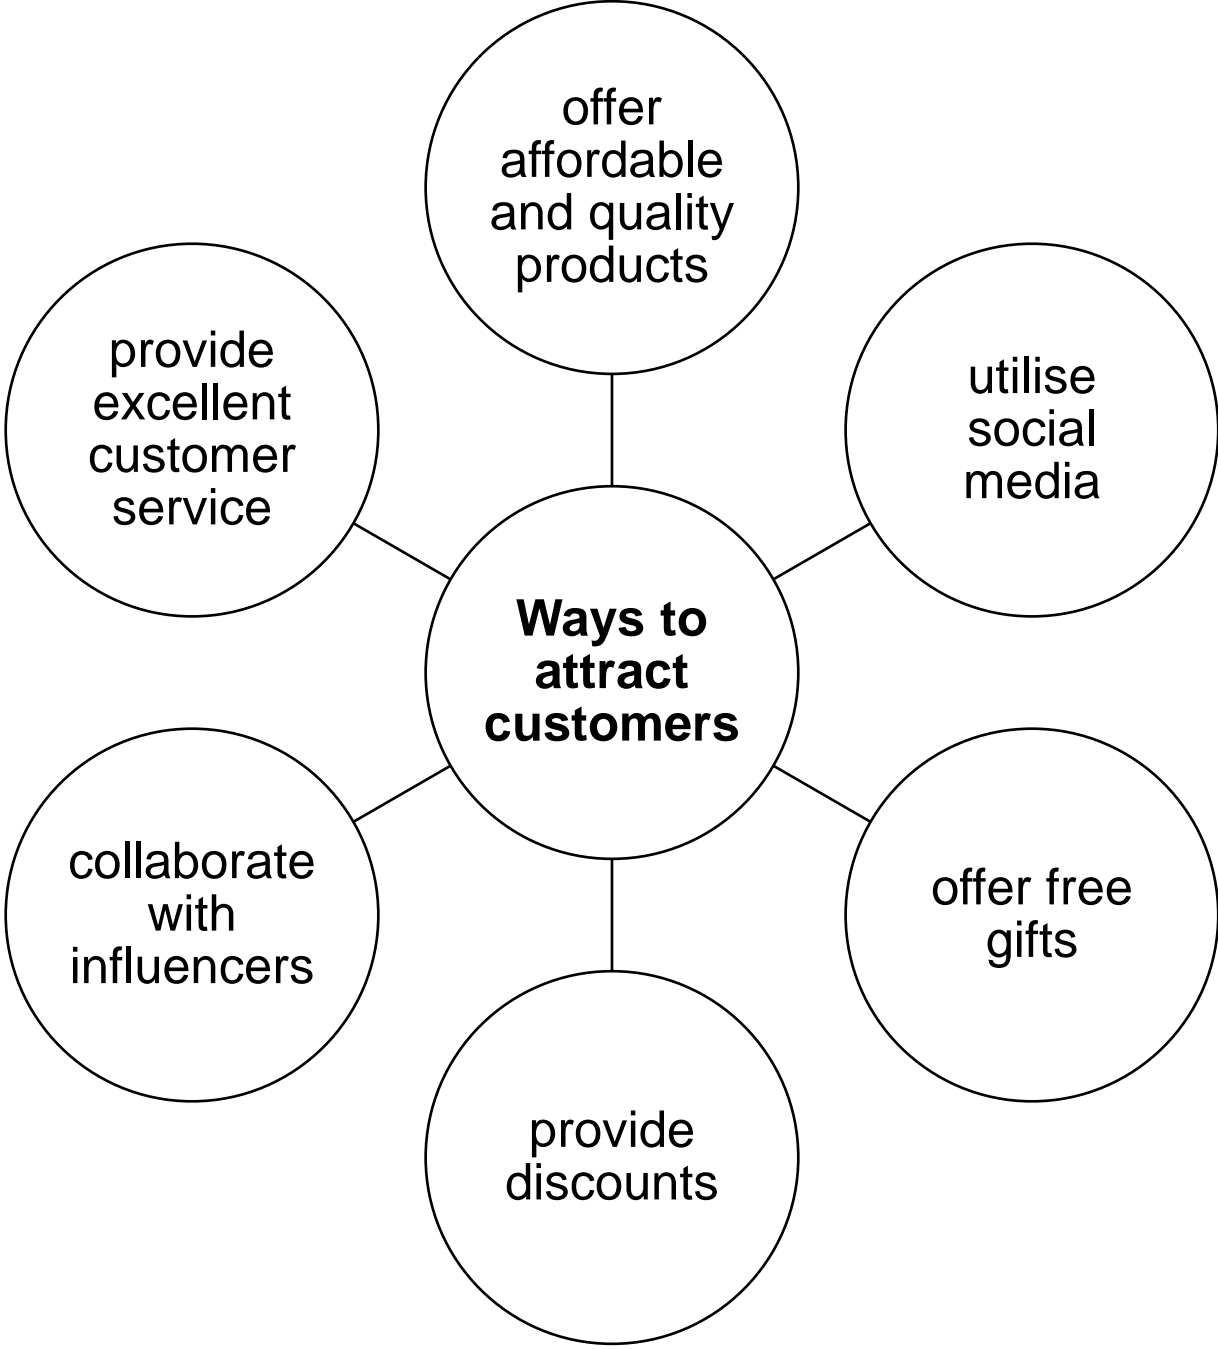 offer
affordable
and quality
products
utilise
social
media
offer free
gifts
provide
discounts
collaborate
with
influencers
provide
excellent
customer
service
Ways to
attract
customers